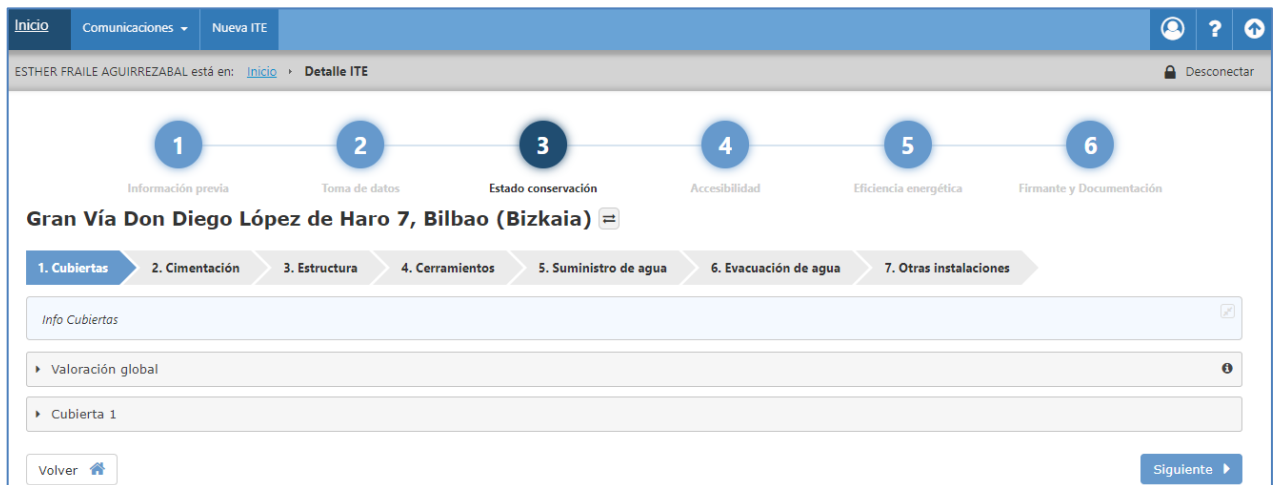 Inicio Comunicaciones Nueva ITE ?
ESTHER FRAILE AGUIRREZABAL está en: Inicio Detalle ITE Desconectar
1 2 3 4 5 6
Información previa Toma de datos Estado conservación Accesibilidad Eficiencia energética Firmante y Documentación
Gran Vía Don Diego López de Haro 7, Bilbao (Bizkaia)
1. Cubiertas 2. Cimentación 3. Estructura 4. Cerramientos 5. Suministro de agua 6. Evacuación de agua 7. Otras instalaciones
Info Cubiertas
Valoración global
Cubierta 1
Volver Siguiente